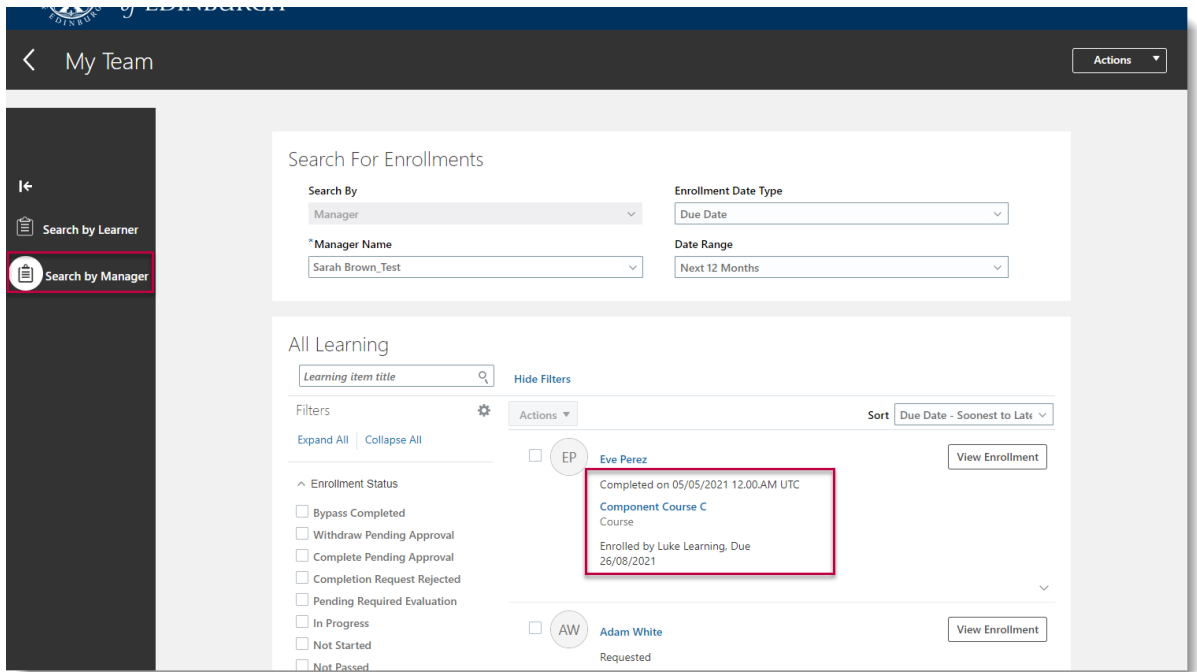 of EDINBURGH
EDINBURGH
My Team
Actions
Search by Learner
Search by Manager
Search For Enrollments
Search By
Manager
*Manager Name
Sarah Brown_Test
Enrollment Date Type
Due Date
Date Range
Next 12 Months
All Learning
Learning item title
Hide Filters
Filters
Expand All Collapse All
Enrollment Status
Bypass Completed
Withdraw Pending Approval
Complete Pending Approval
Completion Request Rejected
Pending Required Evaluation
In Progress
Not Started
Not Passed
Actions
Sort Due Date - Soonest to Late
EP
Eve Perez
View Enrollment
Completed on 05/05/2021 12.00.AM UTC
Component Course C
Course
Enrolled by Luke Learning, Due
26/08/2021
AW
Adam White
View Enrollment
Requested